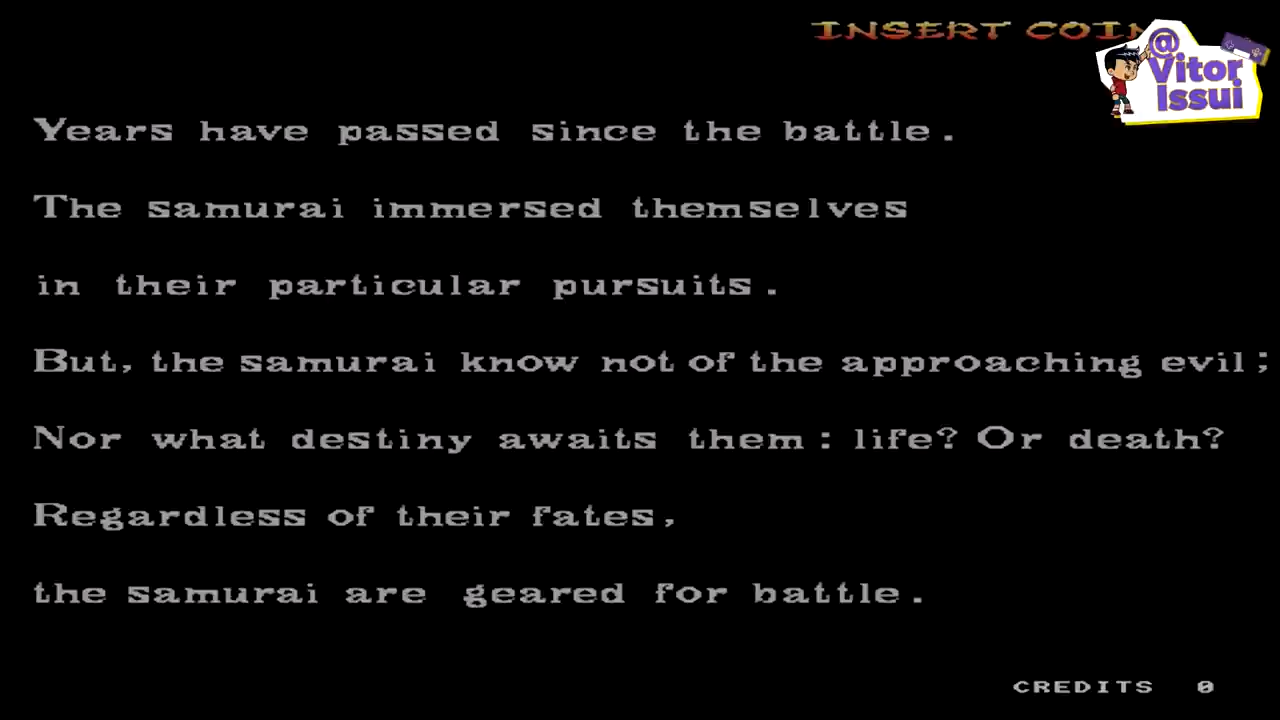 INSERT COIN
@
Vitor
Issui
Years have passed since the battle.
The samurai immersed themselves
in their particular pursuits.
But, the samurai know not of the approaching evil;
Nor what destiny awaits them: life? Or death?
Regardless of their fates,
the samurai are geared for battle.
CREDITS 0